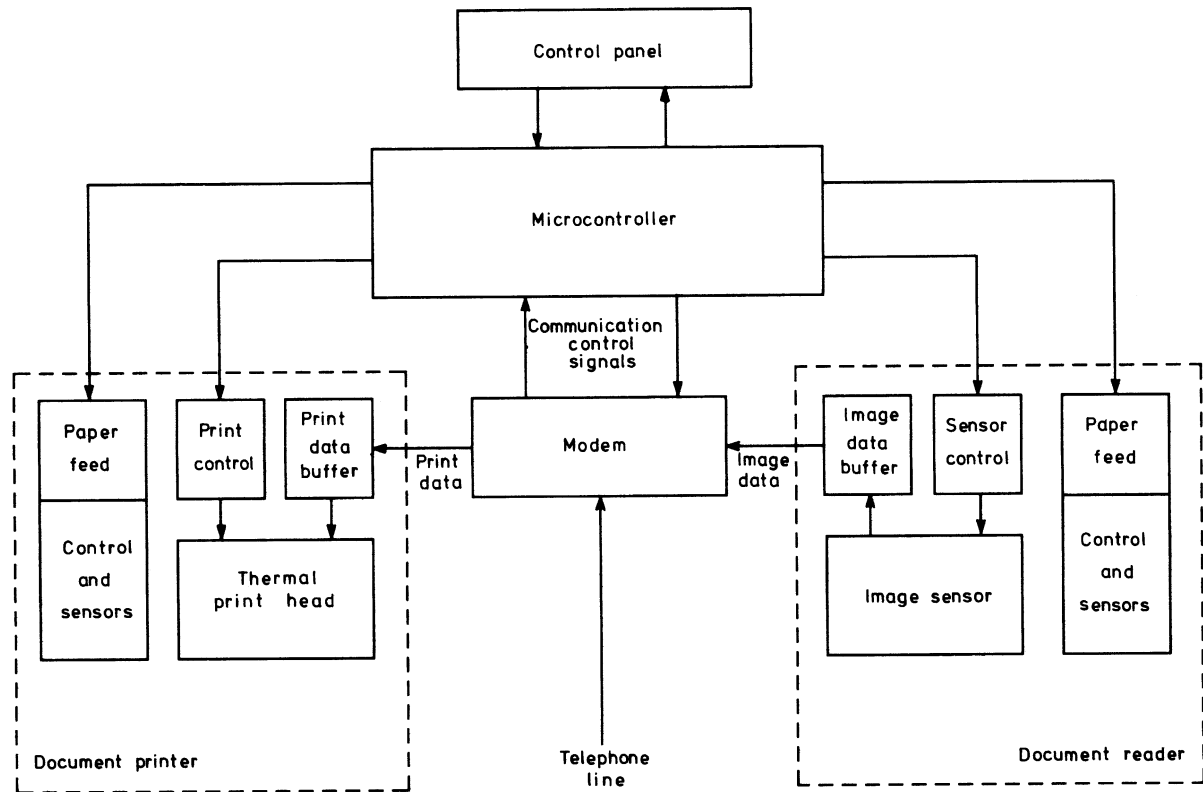 Control panel
Microcontroller
Communication
control
signals
Paper
feed
Control
and
sensors
Print
control
Print
data
buffer
Thermal
print head
Document printer
Print
data
Modem
Image
data
Telephone
line
Image
data
buffer
Sensor
control
Image sensor
Paper
feed
Control
and
sensors
Document reader